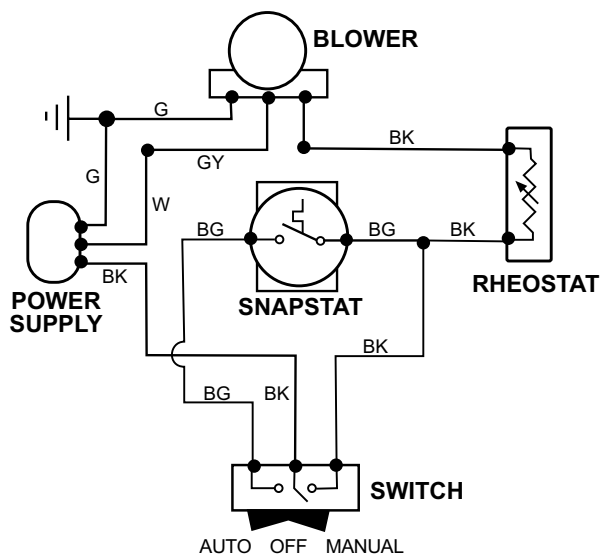 BLOWER
G
BK
GY
G
W
BG
BG
BK
BK
RHEOSTAT
POWER
SUPPLY
SNAPSTAT
BK
BG
BK
SWITCH
AUTO OFF MANUAL